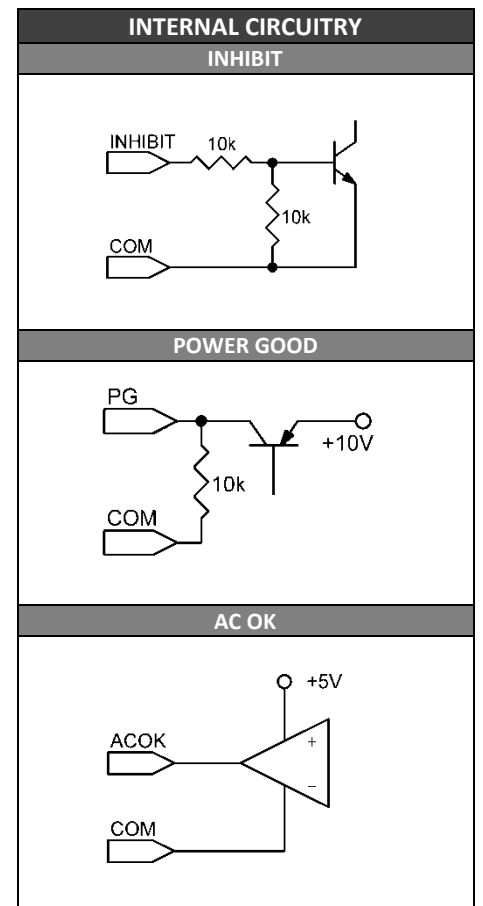 INTERNAL CIRCUITRY
INHIBIT
INHIBIT 10k
10k
COM
POWER GOOD
PG
+10V
10k
COM
AC OK
+5V
ACOK
+
−
COM